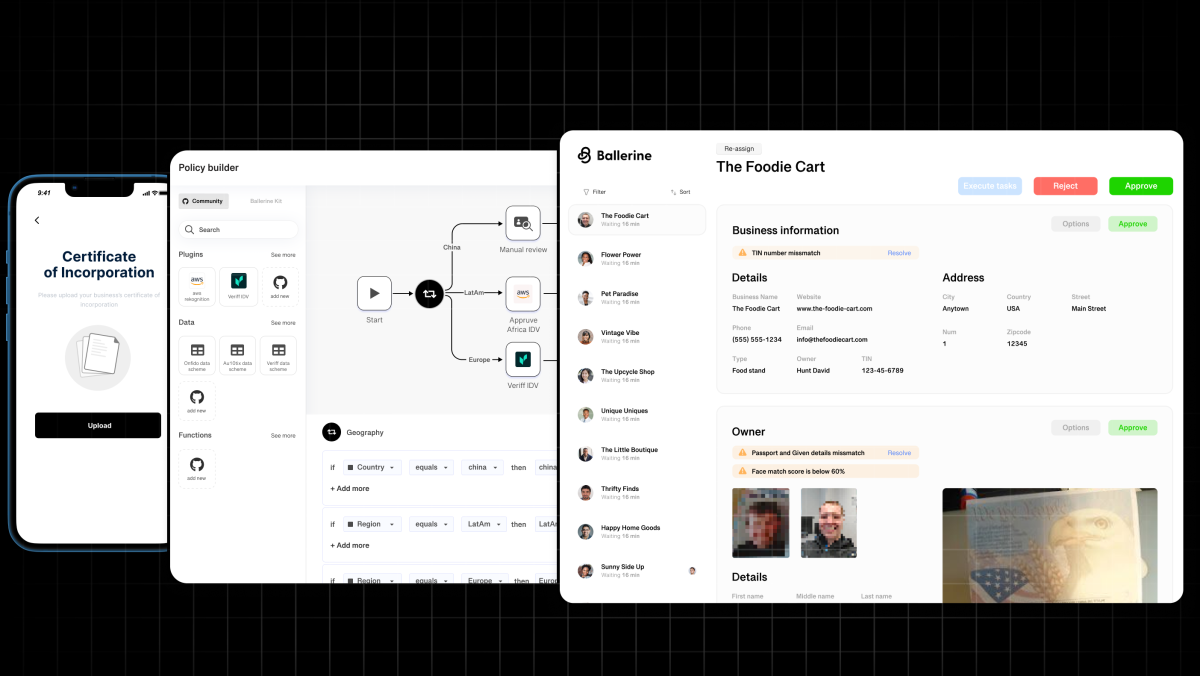 9:41
Certificate
of Incorporation
Please upload your business's certificate of
incorporation
Upload
Policy builder
Community
Ballerine Kit
Search
Plugins
See more
aws
aws
rekognition
Veriff IDV
add new
Data
See more
Onfido data
scheme
Au10tix data
scheme
Veriff data
scheme
add new
Functions
See more
add new
Start
China
LatAm
Europe
Manual review
aws
Appruve
Africa IDV
Veriff IDV
Geography
if Country equals china then china
+ Add more
if Region equals LatAm then LatAm
+ Add more
if Region equals Europe then Europ
Ballerine
Filter
Sort
The Foodie Cart
Waiting 16 min
Flower Power
Waiting 16 min
Pet Paradise
Waiting 16 min
Vintage Vibe
Waiting 16 min
The Upcycle Shop
Waiting 16 min
Unique Uniques
Waiting 16 min
The Little Boutique
Waiting 16 min
Thrifty Finds
Waiting 16 min
Happy Home Goods
Waiting 16 min
Sunny Side Up
Waiting 16 min
Re-assign
The Foodie Cart
Execute tasks
Reject
Approve
Business information
Options
Approve
TIN number missmatch
Resolve
Details
Address
Business Name Website
The Foodie Cart www.the-foodie-cart.com
City Country Street
Anytown USA Main Street
Phone Email
(555) 555-1234 info@thefoodiecart.com
Num Zipcode
1 12345
Type Owner TIN
Food stand Hunt David 123-45-6789
Owner
Options
Approve
Passport and Given details missmatch
Resolve
Face match score is below 60%
We the People
Details
First name Middle name Last name